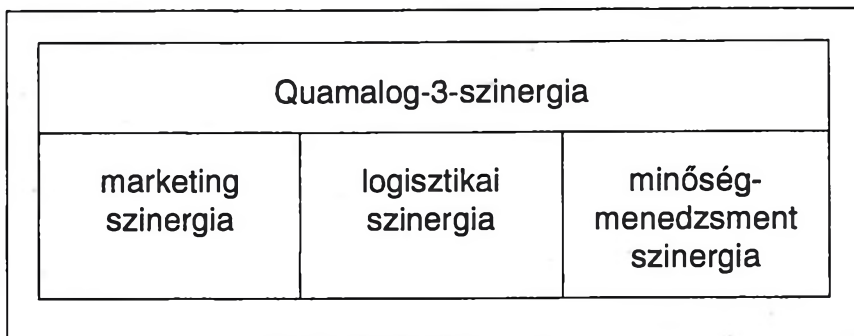 Quamalog-3-szinergia
marketing
szinergia
logisztikai
szinergia
minőség-
menedzsment
szinergia